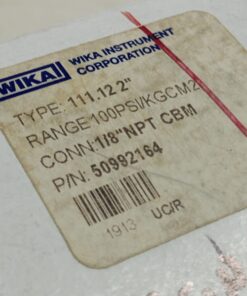 WIKA
WIKA INSTRUMENT
CORPORATION
TYPE: 111.12 2"
RANGE:100PSI/KGCM2
CONN:1/8"NPT CBM
P/N: 50992164
1913 UC/R